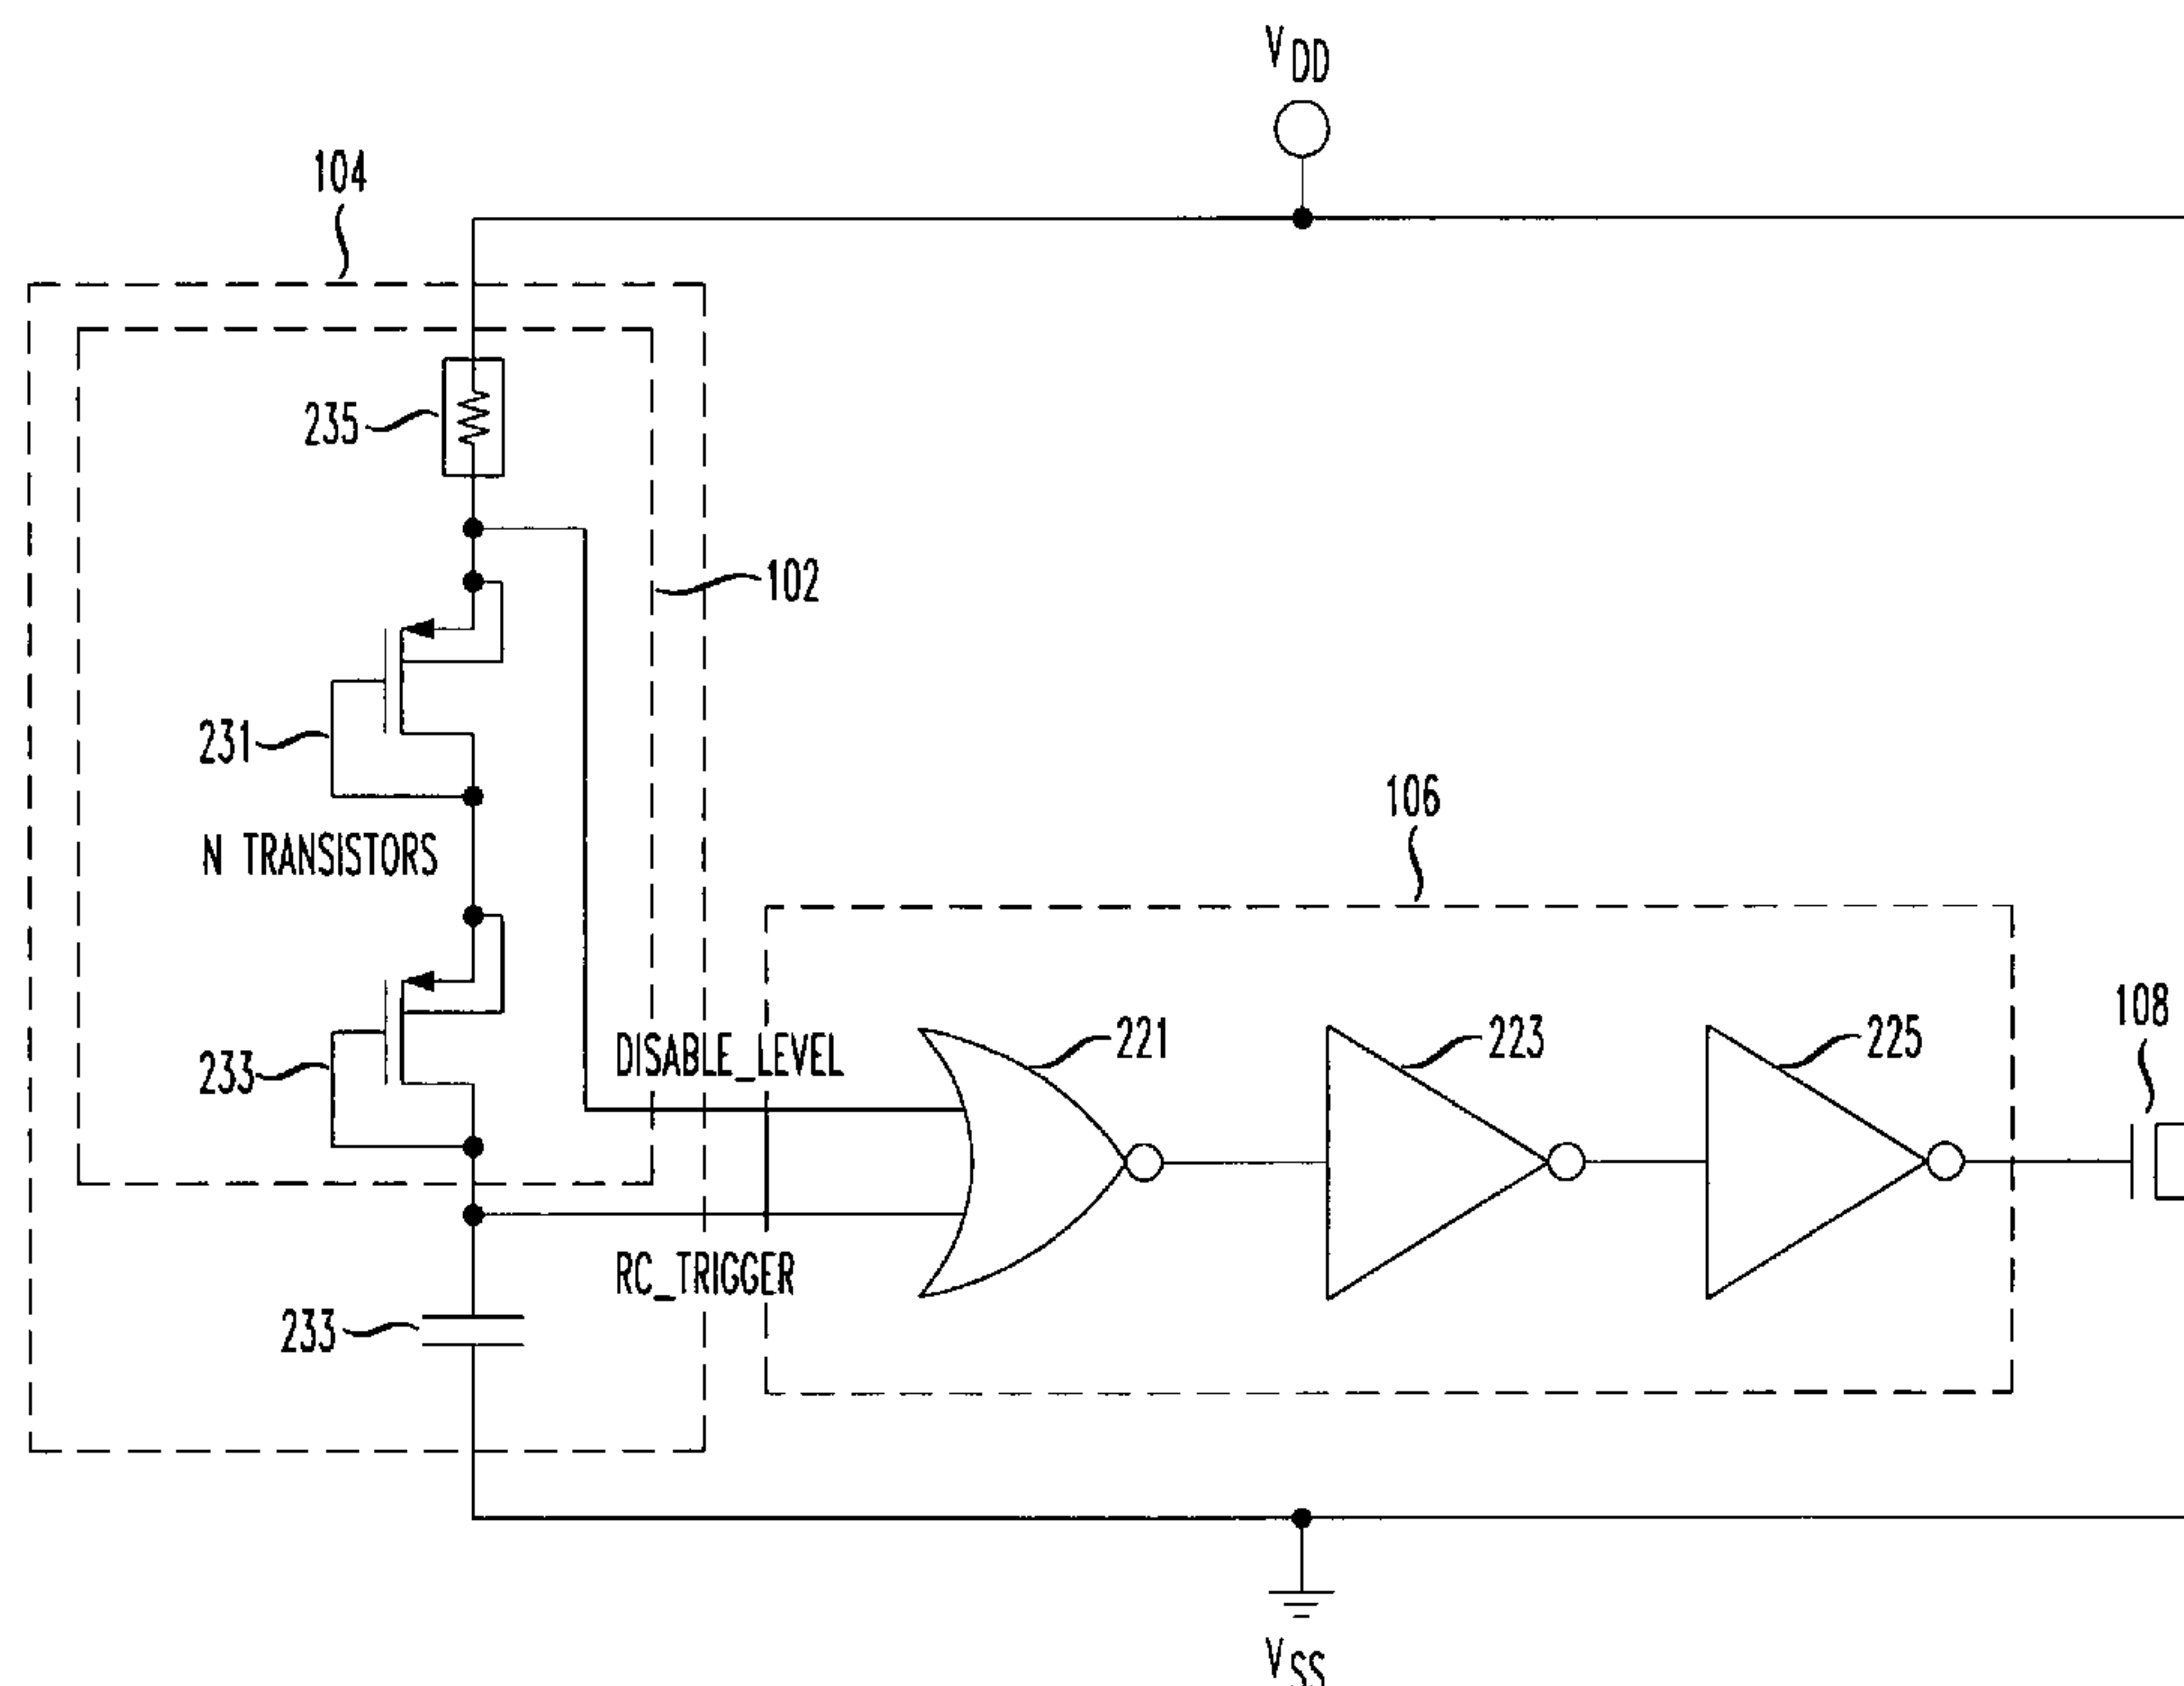 VDD
104
235
102
231
N TRANSISTORS
106
108
DISABLE_LEVEL
221
223
225
233
RC_TRIGGER
233
VSS